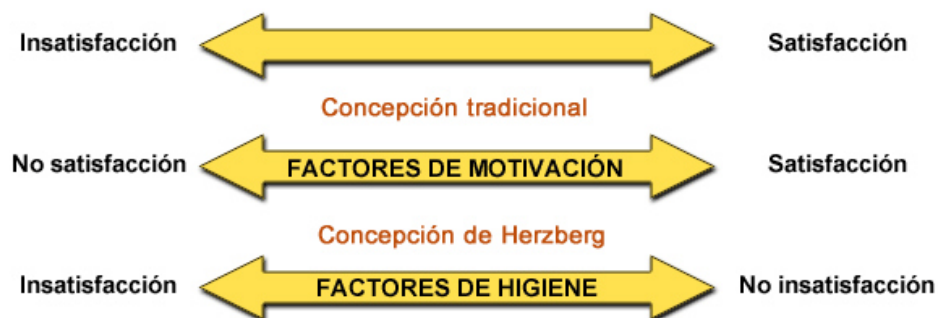 Insatisfacción Satisfacción
Concepción tradicional
No satisfacción FACTORES DE MOTIVACIÓN Satisfacción
Concepción de Herzberg
Insatisfacción FACTORES DE HIGIENE No insatisfacción